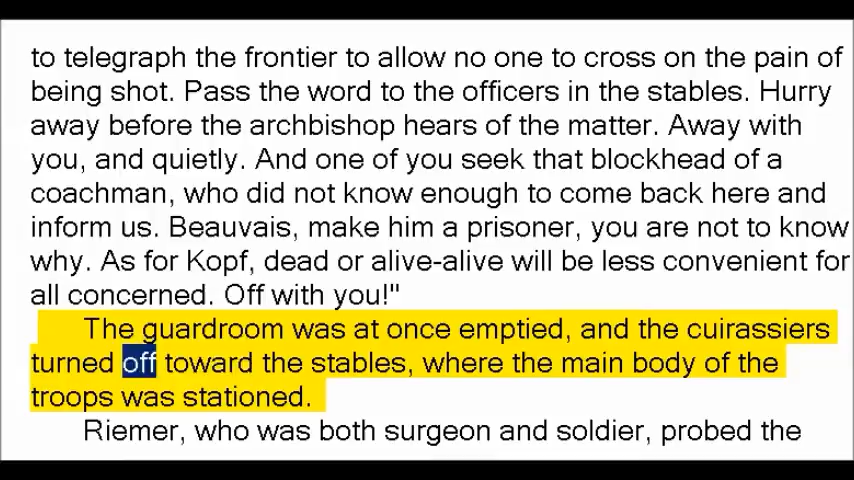 to telegraph the frontier to allow no one to cross on the pain of
being shot. Pass the word to the officers in the stables. Hurry
away before the archbishop hears of the matter. Away with
you, and quietly. And one of you seek that blockhead of a
coachman, who did not know enough to come back here and
inform us. Beauvais, make him a prisoner, you are not to know
why. As for Kopf, dead or alive-alive will be less convenient for
all concerned. Off with you!"
The guardroom was at once emptied, and the cuirassiers
turned off toward the stables, where the main body of the
troops was stationed.
Riemer, who was both surgeon and soldier, probed the